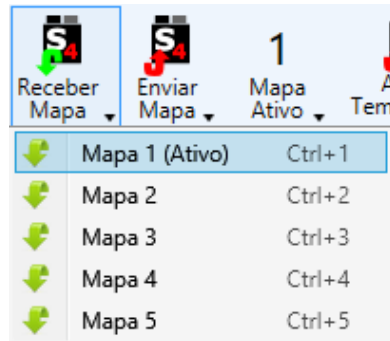 S4
S4
1
Receber
Mapa
Enviar
Mapa
Mapa
Ativo
A
Tem
Mapa 1 (Ativo) Ctrl+1
Mapa 2 Ctrl+2
Mapa 3 Ctrl+3
Mapa 4 Ctrl+4
Mapa 5 Ctrl+5